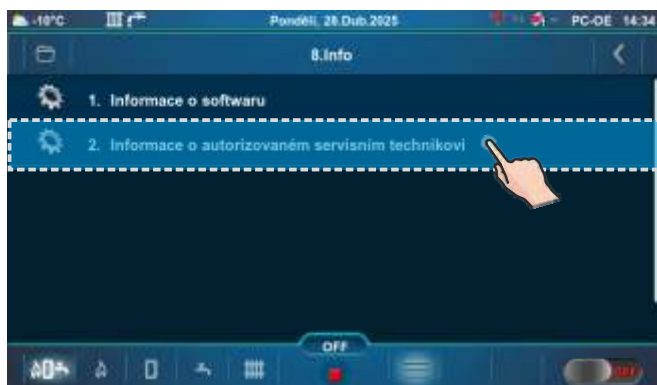 -10°C Pondělí, 28.Dub.2025 PC-OE 14:34
8.Info
1. Informace o softwaru
2. Informace o autorizovaném servisním technikovi
OFF
OFF